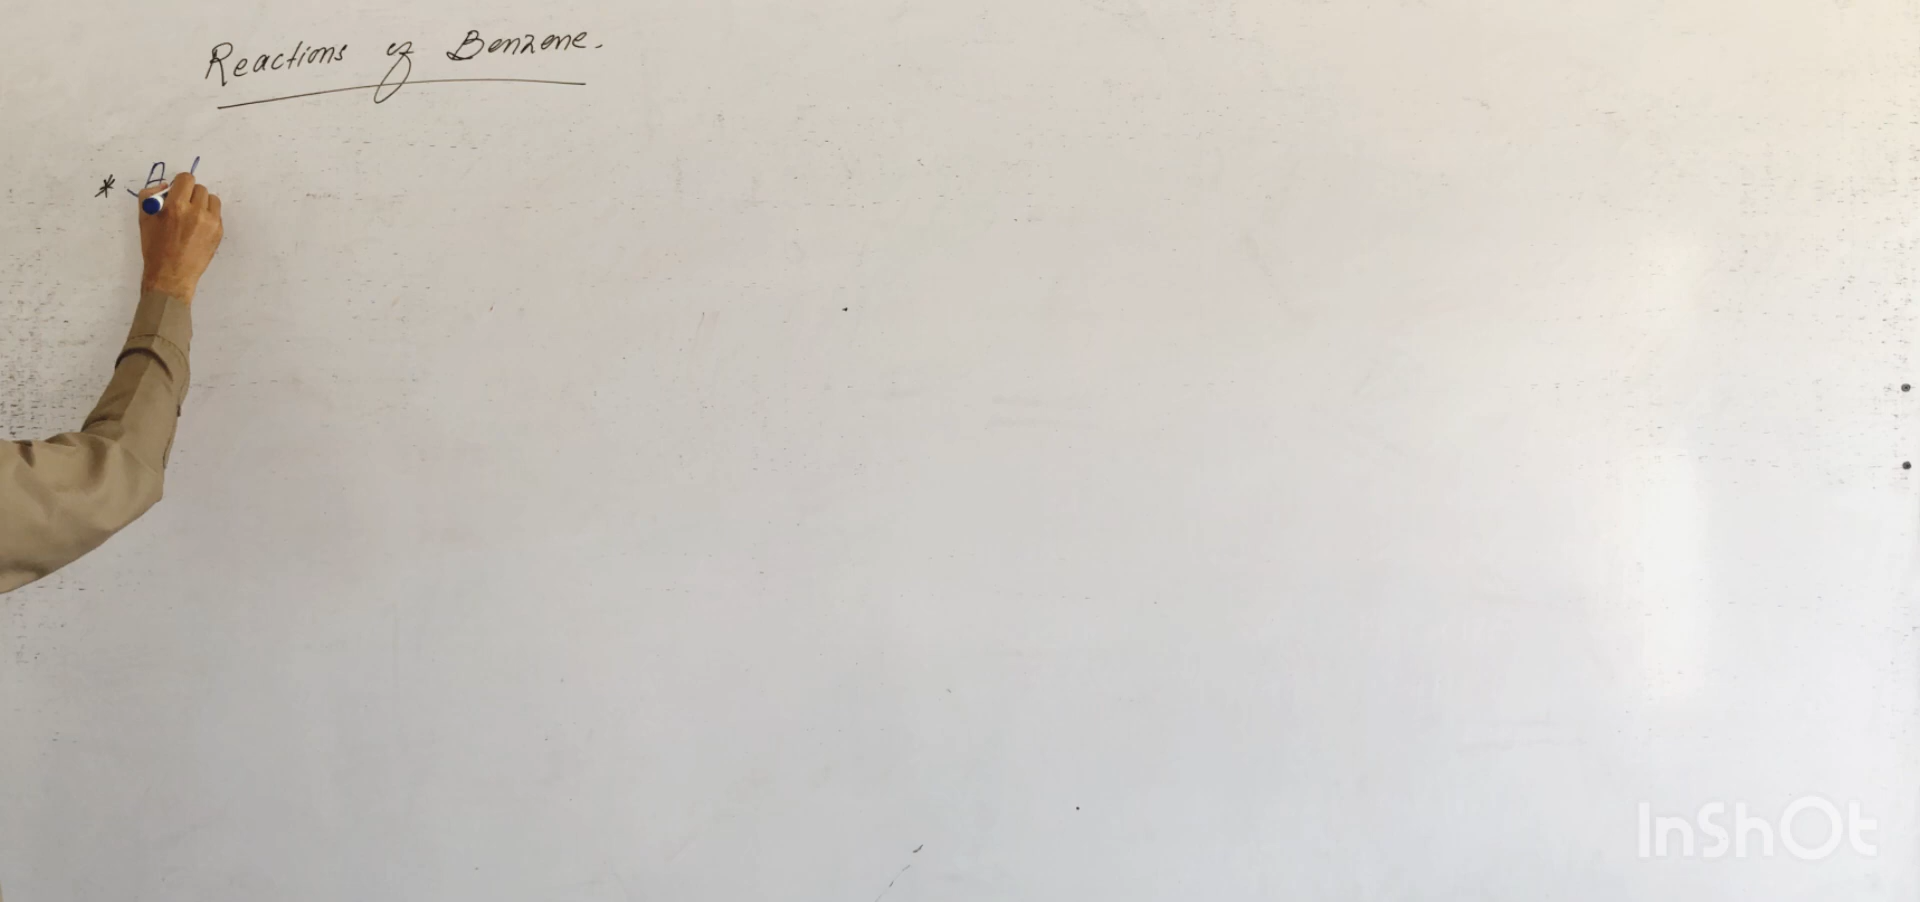 Reactions of Benzene.
* A
InShOt